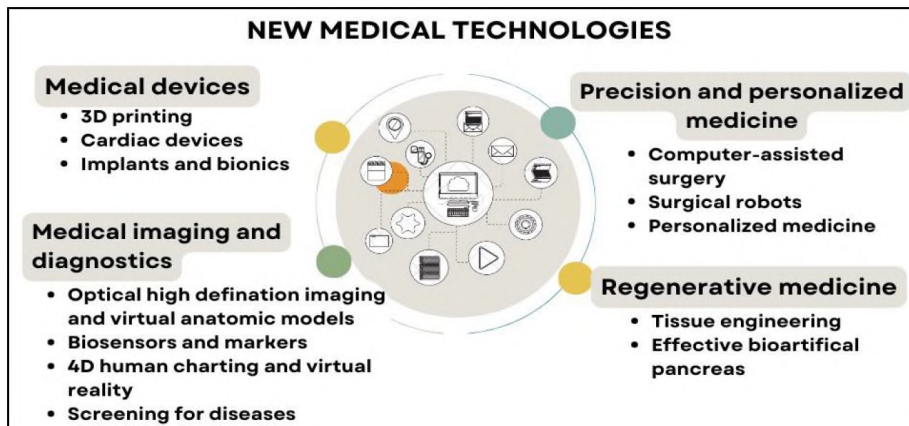 NEW MEDICAL TECHNOLOGIES
Medical devices
• 3D printing
• Cardiac devices
• Implants and bionics
Medical imaging and
diagnostics
• Optical high defination imaging
and virtual anatomic models
• Biosensors and markers
• 4D human charting and virtual
reality
• Screening for diseases
Precision and personalized
medicine
• Computer-assisted
surgery
• Surgical robots
• Personalized medicine
Regenerative medicine
• Tissue engineering
• Effective bioartifical
pancreas